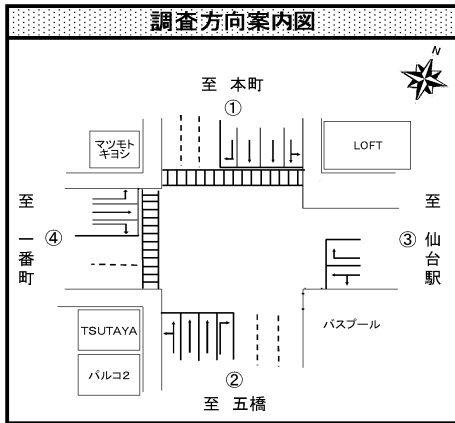 調査方向案内図
N
至 本町
①
マツモト
キヨシ
LOFT
至 一番町
④
至 仙台駅
③
TSUTAYA
パルコ2
バスプール
②
至 五橋